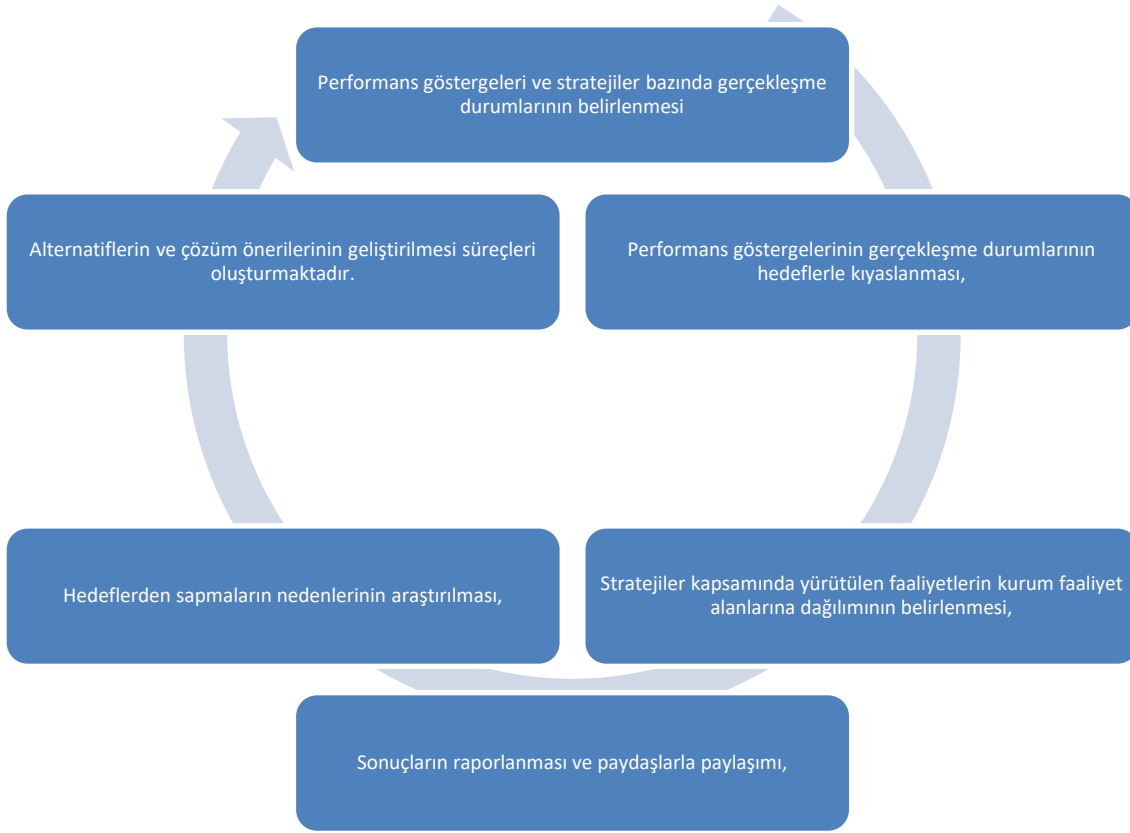 Performans göstergeleri ve stratejiler bazında gerçekleşme
durumlarının belirlenmesi
Performans göstergelerinin gerçekleşme durumlarının
hedeflerle kıyaslanması,
Stratejiler kapsamında yürütülen faaliyetlerin kurum faaliyet
alanlarına dağılımının belirlenmesi,
Sonuçların raporlanması ve paydaşlarla paylaşımı,
Hedeflerden sapmaların nedenlerinin araştırılması,
Alternatiflerin ve çözüm önerilerinin geliştirilmesi süreçleri
oluşturmaktadır.